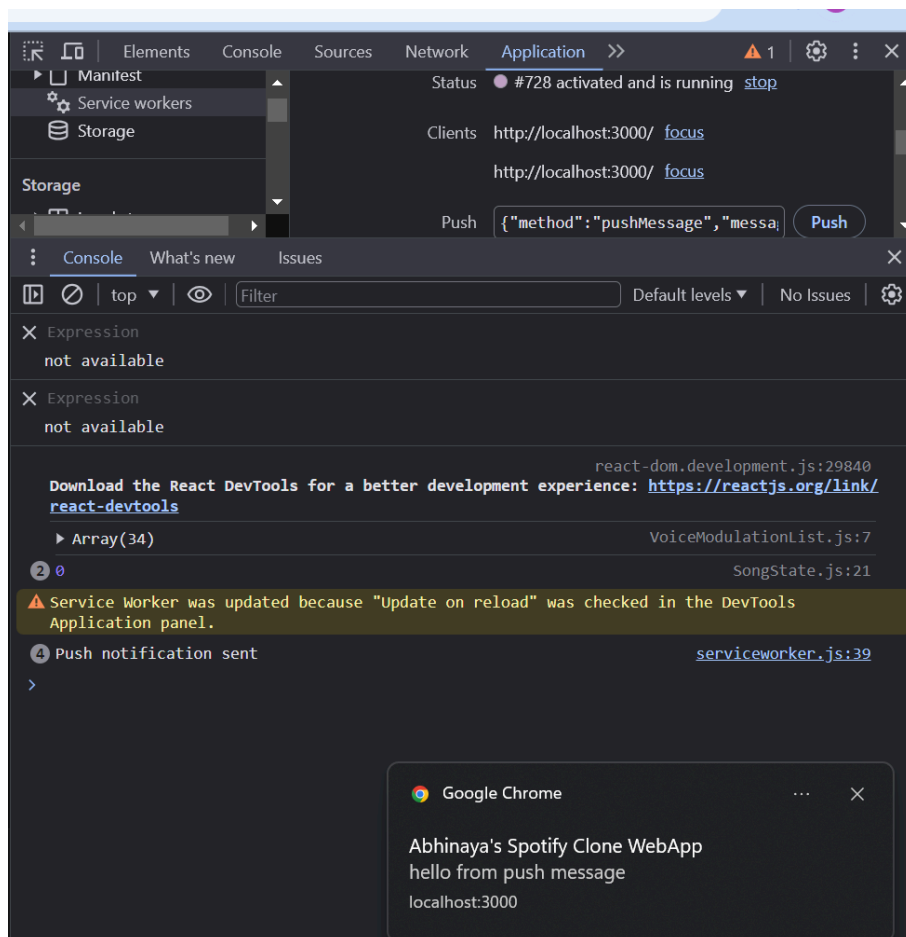 Elements Console Sources Network Application 1
Manifest
Service workers
Storage
Storage
Status #728 activated and is running stop
Clients http://localhost:3000/ focus
http://localhost:3000/ focus
Push {"method":"pushMessage","messa Push
Console What's new Issues
top Filter Default levels No Issues
Expression
not available
Expression
not available
react-dom.development.js:29840
Download the React DevTools for a better development experience: https://reactjs.org/link/
react-devtools
Array(34) VoiceModulationList.js:7
2 0 SongState.js:21
Service Worker was updated because "Update on reload" was checked in the DevTools
Application panel.
4 Push notification sent serviceworker.js:39
Google Chrome
Abhinaya's Spotify Clone WebApp
hello from push message
localhost:3000